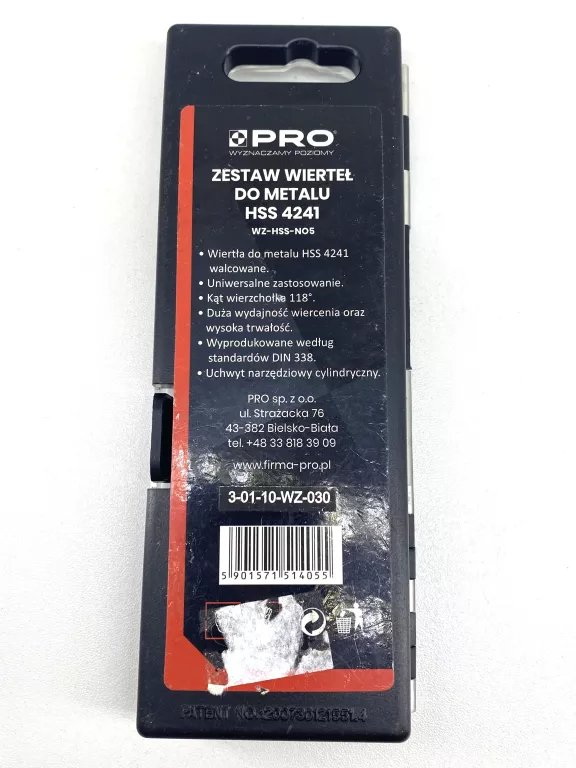 PRO
WYZNACZAMY POZIOMY
ZESTAW WIERTEŁ
DO METALU
HSS 4241
WZ-HSS-NO5
• Wiertła do metalu HSS 4241
walcowane.
• Uniwersalne zastosowanie.
• Kąt wierzchołka 118°.
• Duża wydajność wiercenia oraz
wysoka trwałość.
• Wyprodukowane według
standardów DIN 338.
• Uchwyt narzędziowy cylindryczny.
PRO sp. z o.o.
ul. Strażacka 76
43-382 Bielsko-Biała
tel. +48 33 818 39 09
www.firma-pro.pl
3-01-10-WZ-030
5 901571 514055
PATENT NO.